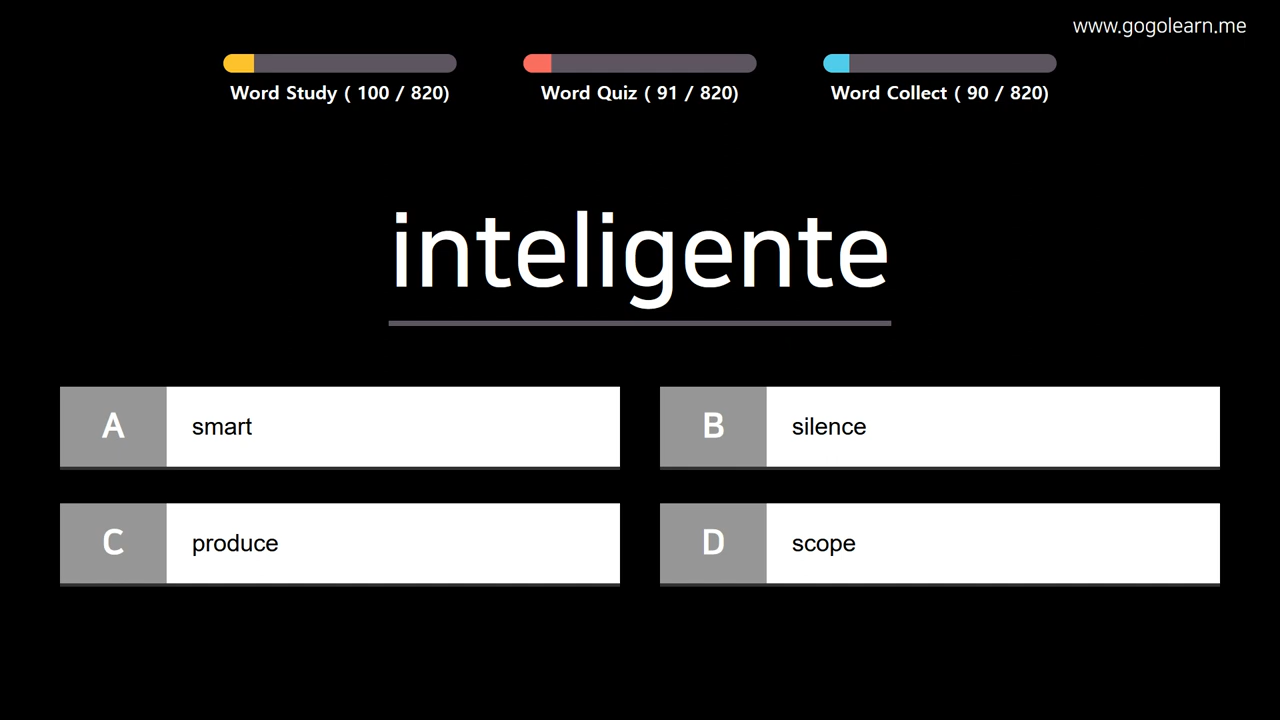 www.gogolearn.me
Word Study ( 100 / 820)
Word Quiz ( 91 / 820)
Word Collect ( 90 / 820)
inteligente
A smart
B silence
C produce
D scope